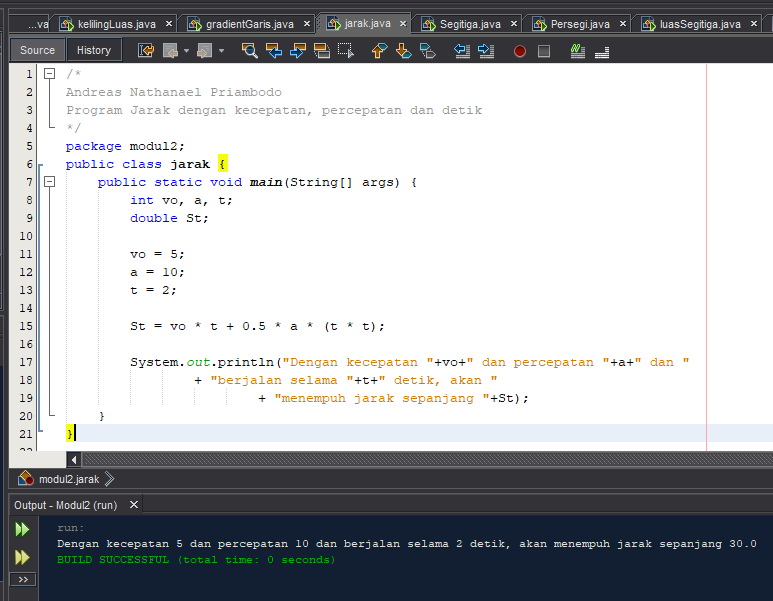 ...va kelilingLuas.java × gradientGaris.java × jarak.java × Segitiga.java × Persegi.java × luasSegitiga.java ×
Source History
1 /*
2 Andreas Nathanael Priambodo
3 Program Jarak dengan kecepatan, percepatan dan detik
4 */
5 package modul2;
6 public class jarak {
7 public static void main(String[] args) {
8 int vo, a, t;
9 double St;
10
11 vo = 5;
12 a = 10;
13 t = 2;
14
15 St = vo * t + 0.5 * a * (t * t);
16
17 System.out.println("Dengan kecepatan "+vo+" dan percepatan "+a+" dan "
18 + "berjalan selama "+t+" detik, akan "
19 + "menempuh jarak sepanjang "+St);
20 }
21 }
22
modul2.jarak
Output - Modul2 (run) ×
run:
Dengan kecepatan 5 dan percepatan 10 dan berjalan selama 2 detik, akan menempuh jarak sepanjang 30.0
BUILD SUCCESSFUL (total time: 0 seconds)
>>